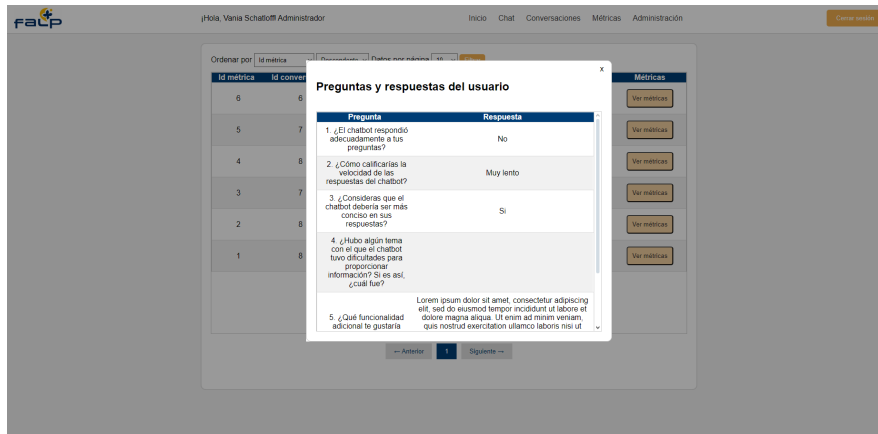 falp
¡Hola, Vania Schatloff! Administrador
Inicio Chat Conversaciones Métricas Administración
Cerrar sesión
Ordenar por Id métrica Descendente Datos por página 10
Id métrica Id conver Métricas
6 6 Ver métricas
5 7 Ver métricas
4 8 Ver métricas
3 7 Ver métricas
2 8 Ver métricas
1 8 Ver métricas
x
Preguntas y respuestas del usuario
Pregunta Respuesta
1. ¿El chatbot respondió
adecuadamente a tus
preguntas?
No
2. ¿Cómo calificarías la
velocidad de las
respuestas del chatbot?
Muy lento
3. ¿Consideras que el
chatbot debería ser más
conciso en sus
respuestas?
Si
4. ¿Hubo algún tema
con el que el chatbot
tuvo dificultades para
proporcionar
información? Si es así,
¿cuál fue?
5. ¿Qué funcionalidad
adicional te gustaría
Lorem ipsum dolor sit amet, consectetur adipiscing
elit, sed do eiusmod tempor incididunt ut labore et
dolore magna aliqua. Ut enim ad minim veniam,
quis nostrud exercitation ullamco laboris nisi ut
← Anterior 1 Siguiente →